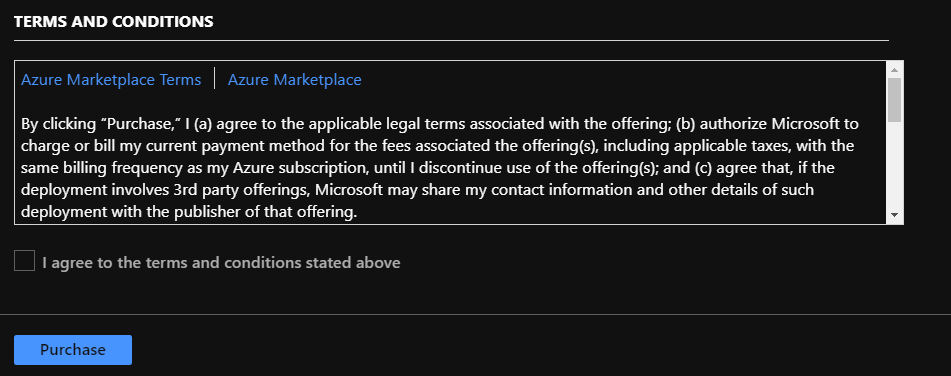 TERMS AND CONDITIONS
Azure Marketplace Terms | Azure Marketplace
By clicking “Purchase,” I (a) agree to the applicable legal terms associated with the offering; (b) authorize Microsoft to
charge or bill my current payment method for the fees associated the offering(s), including applicable taxes, with the
same billing frequency as my Azure subscription, until I discontinue use of the offering(s); and (c) agree that, if the
deployment involves 3rd party offerings, Microsoft may share my contact information and other details of such
deployment with the publisher of that offering.
I agree to the terms and conditions stated above
Purchase